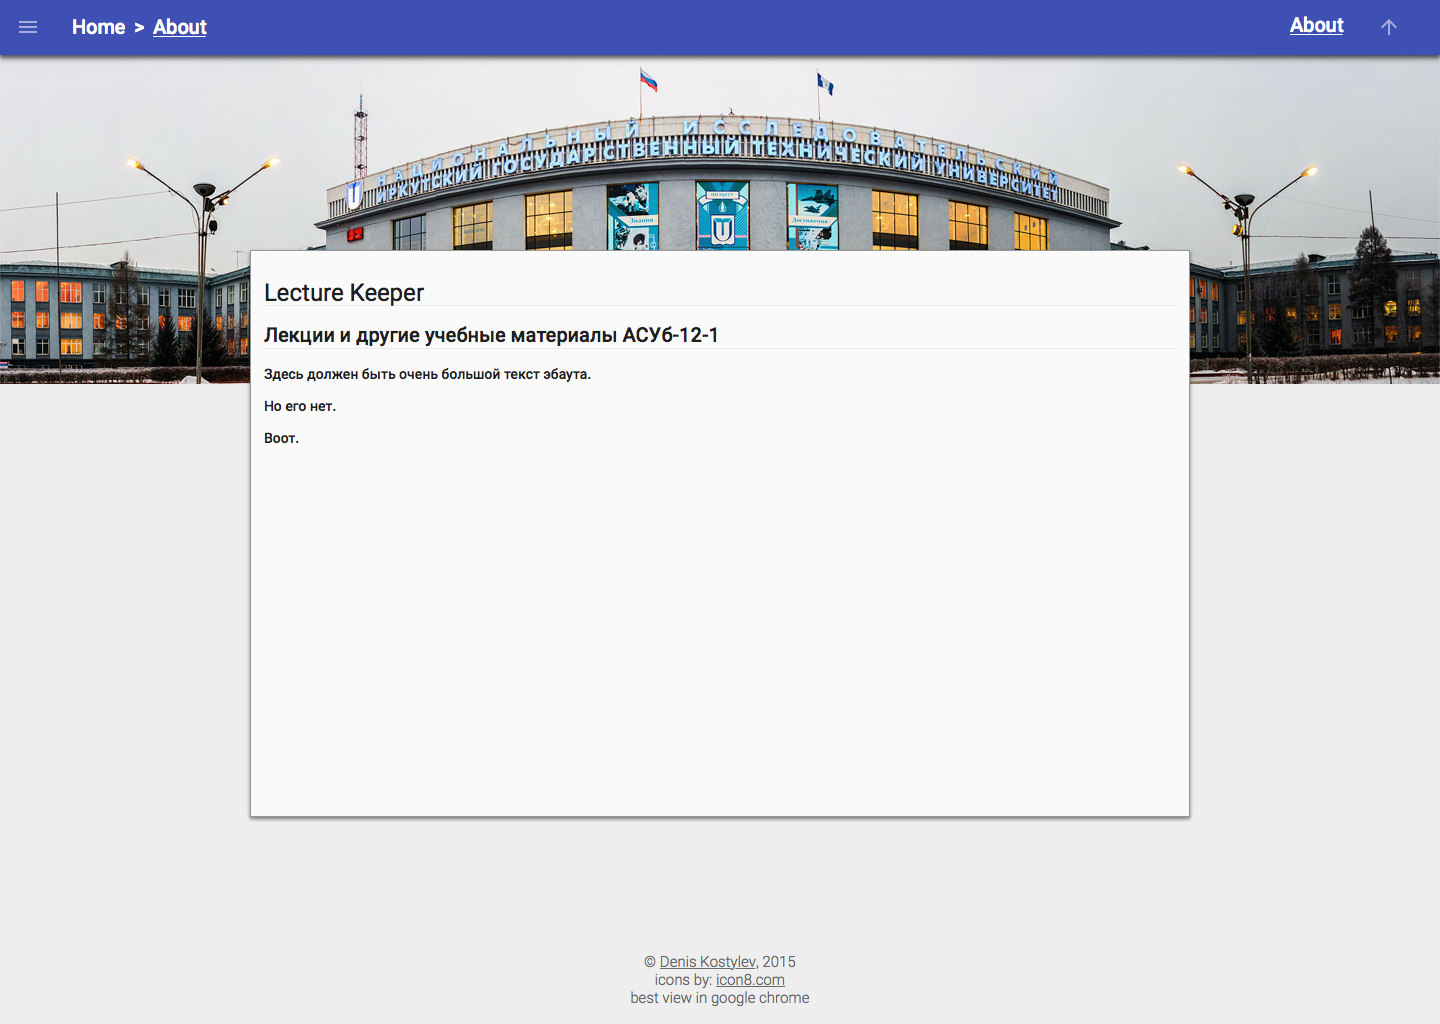 Home > About
About
НАЦИОНАЛЬНЫЙ ИССЛЕДОВАТЕЛЬСКИЙ
ИРКУТСКИЙ ГОСУДАРСТВЕННЫЙ ТЕХНИЧЕСКИЙ УНИВЕРСИТЕТ
Знания
Достижения
Lecture Keeper
Лекции и другие учебные материалы АСУб-12-1
Здесь должен быть очень большой текст эбаута.
Но его нет.
Воот.
© Denis Kostylev, 2015
icons by: icon8.com
best view in google chrome